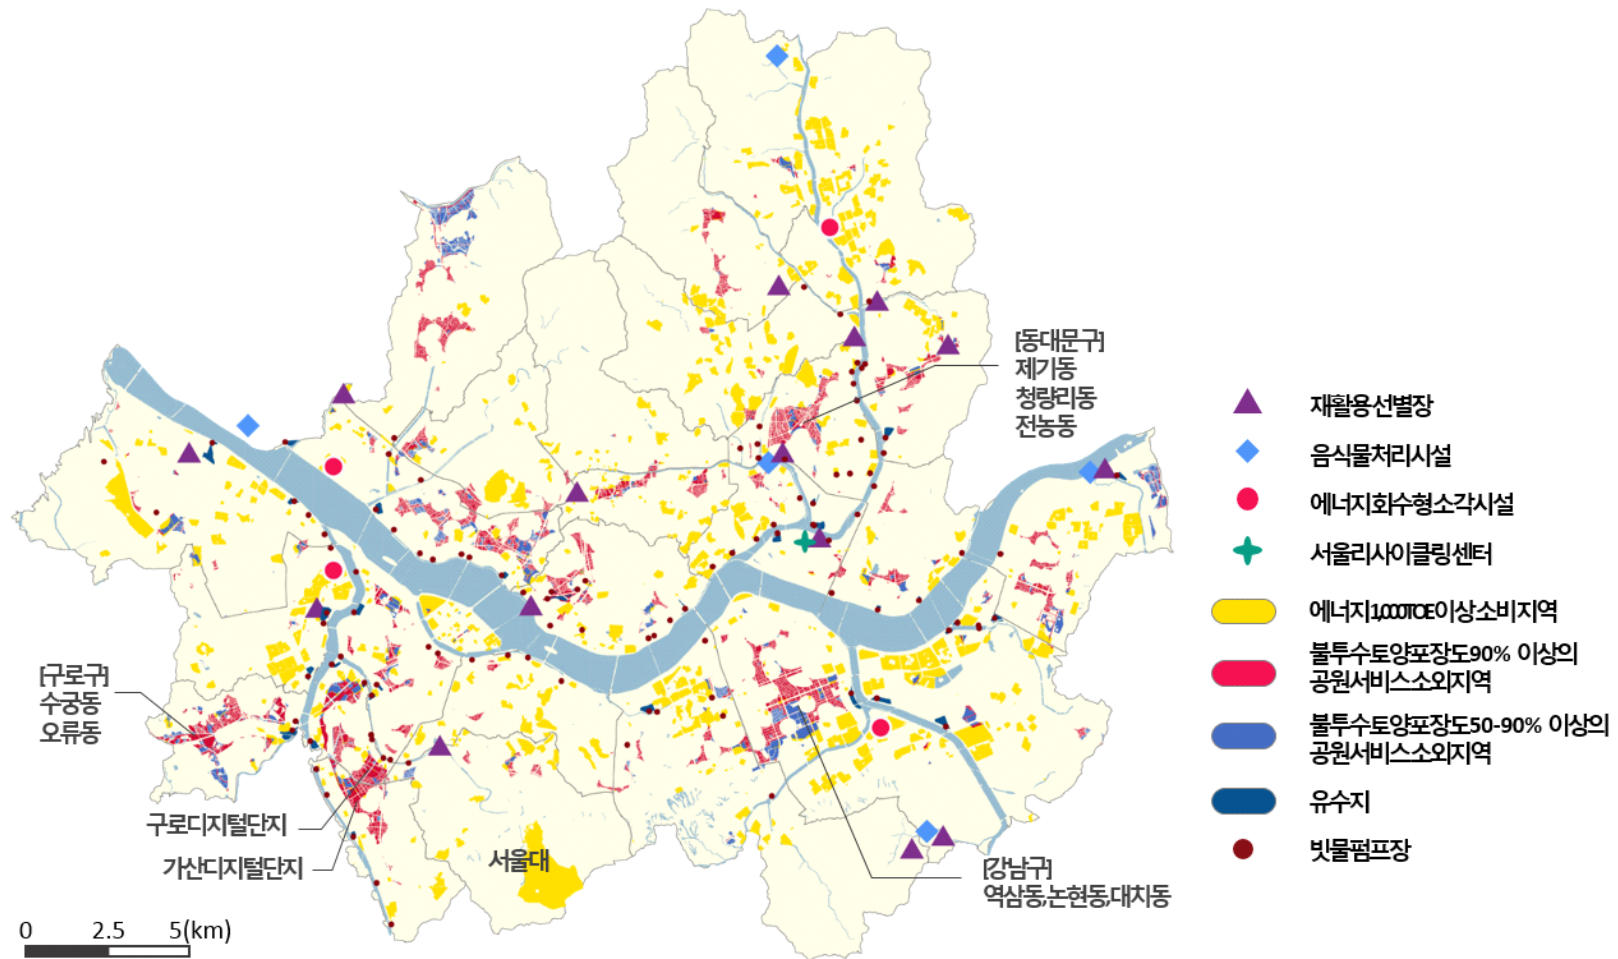 [동대문구]
제기동
청량리동
전농동
재활용선별장
음식물처리시설
에너지회수형소각시설
서울리사이클링센터
에너지1,000TOE이상소비지역
불투수토양포장도90% 이상의
공원서비스소외지역
불투수토양포장도50-90% 이상의
공원서비스소외지역
유수지
빗물펌프장
[구로구]
수궁동
오류동
구로디지털단지
가산디지털단지
서울대
[강남구]
역삼동,논현동,대치동
0 2.5 5(km)